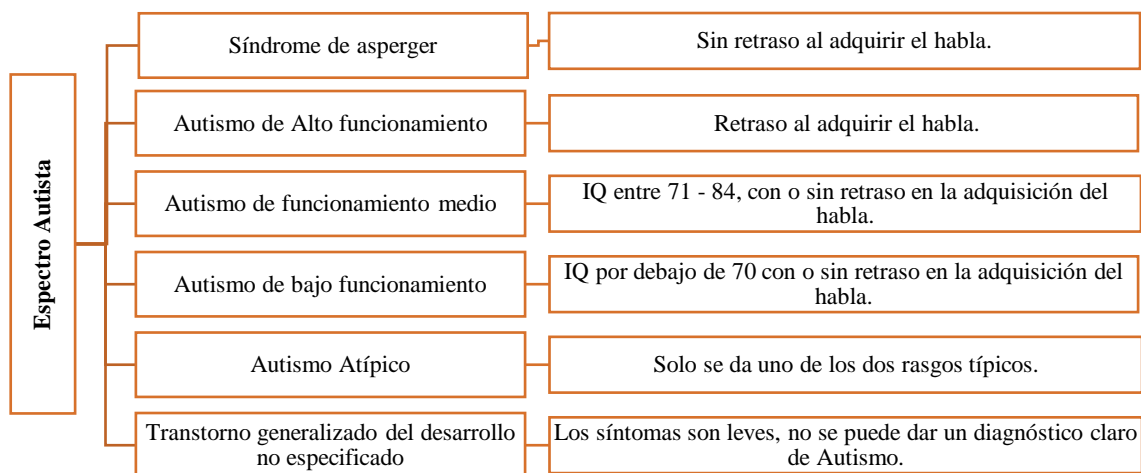 Espectro Autista
Síndrome de asperger
Sin retraso al adquirir el habla.
Autismo de Alto funcionamiento
Retraso al adquirir el habla.
Autismo de funcionamiento medio
IQ entre 71 - 84, con o sin retraso en la adquisición del
habla.
Autismo de bajo funcionamiento
IQ por debajo de 70 con o sin retraso en la adquisición del
habla.
Autismo Atípico
Solo se da uno de los dos rasgos típicos.
Transtorno generalizado del desarrollo
no especificado
Los síntomas son leves, no se puede dar un diagnóstico claro
de Autismo.